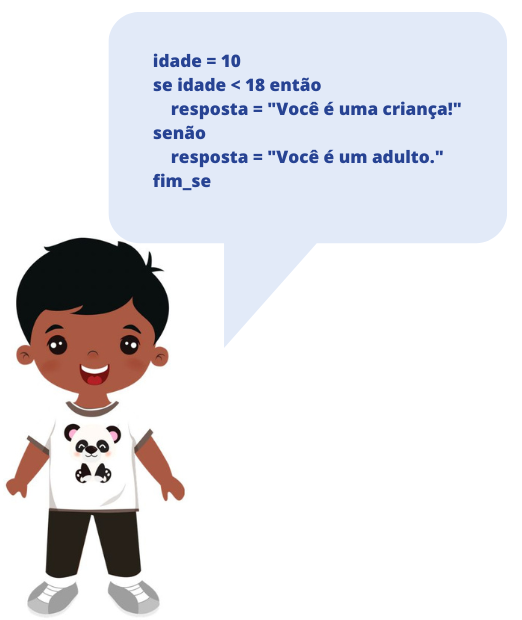 idade = 10
se idade < 18 então
    resposta = "Você é uma criança!"
senão
    resposta = "Você é um adulto."
fim_se